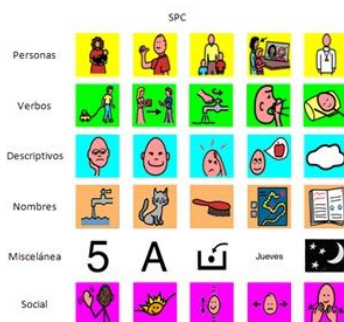 SPC
Personas
Verbos
Descriptivos
Nombres
Miscelánea
5
A
Jueves
Social